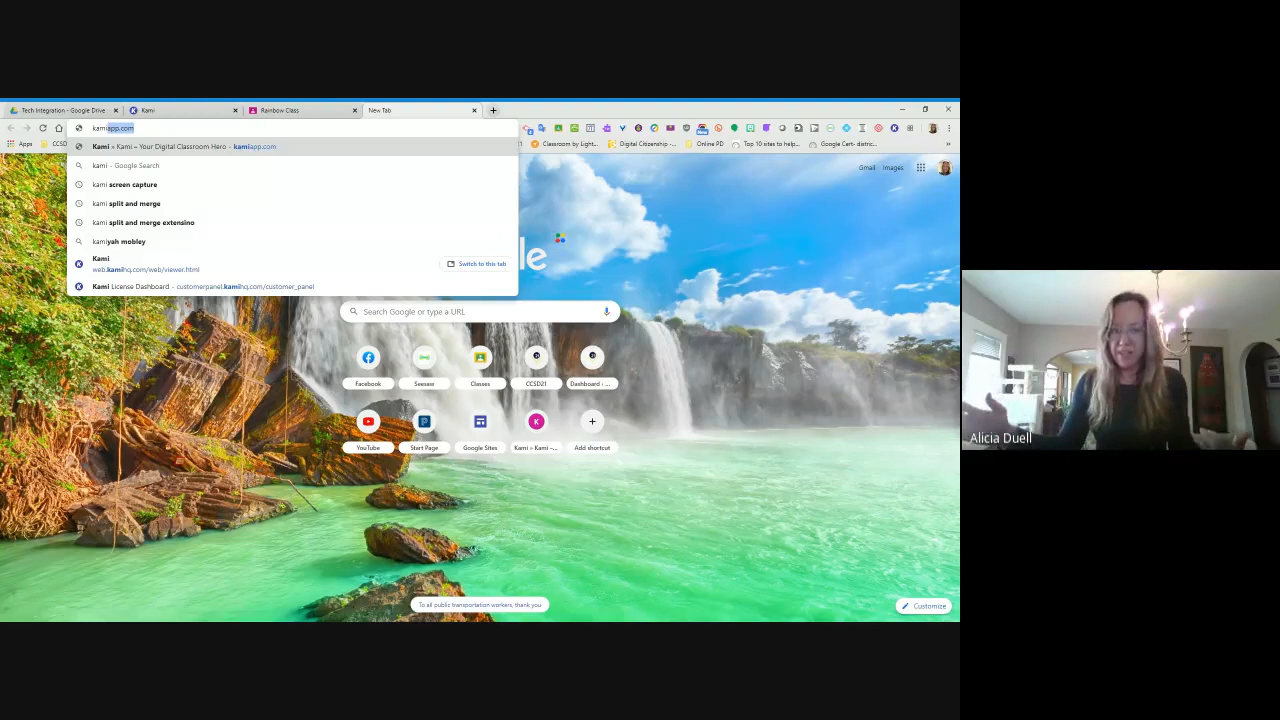 Tech Integration - Google Drive
Kami
Rainbow Class
New Tab
kamiapp.com
Apps
CCSD
Classroom by Light...
Digital Citizenship -...
Online PD
Top 10 sites to help...
Google Cert- distric...
Kami » Kami – Your Digital Classroom Hero - kamiapp.com
kami - Google Search
kami screen capture
kami split and merge
kami split and merge extensino
kamiyah mobley
Kami
web.kamihq.com/web/viewer.html
Switch to this tab
Kami License Dashboard - customerpanel.kamihq.com/customer_panel
Gmail Images
le
Search Google or type a URL
Facebook
Seesaw
Classes
CCSD21
Dashboard ‹ ...
YouTube
Start Page
Google Sites
Kami » Kami –...
Add shortcut
To all public transportation workers, thank you
Customize
Alicia Duell